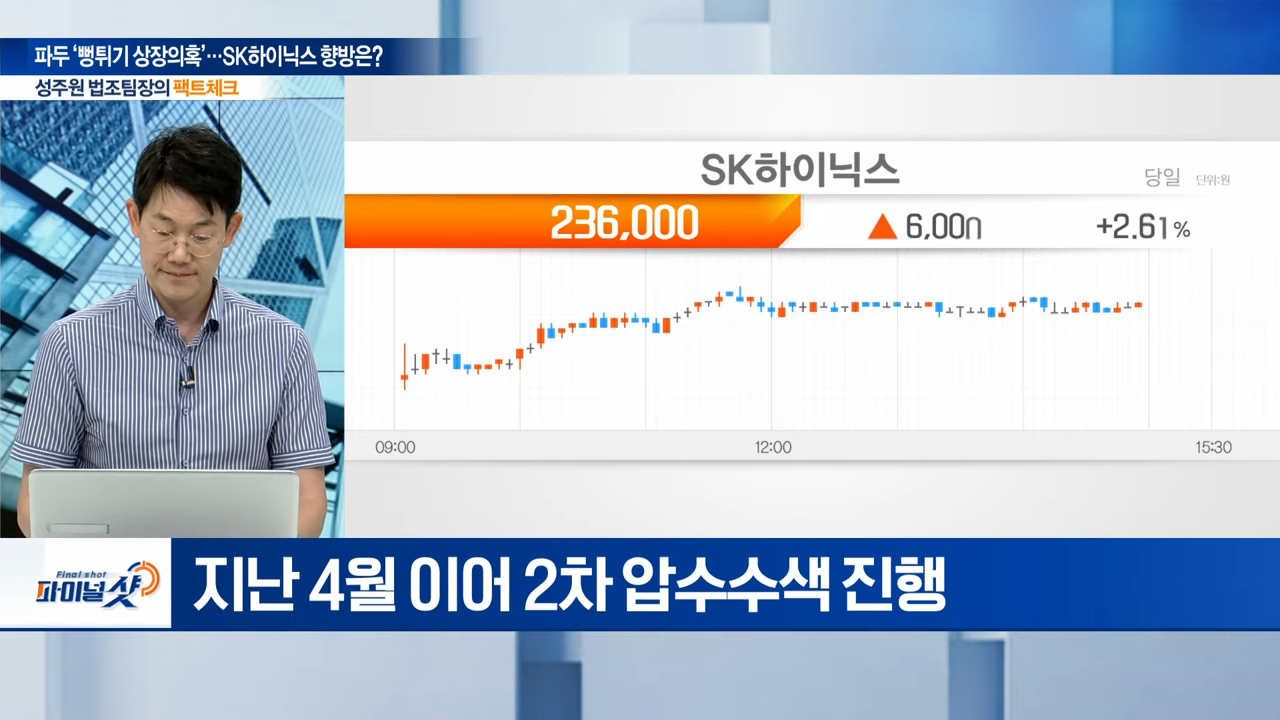 파두 ‘뻥튀기 상장의혹’…SK하이닉스 향방은?
성주원 법조팀장의 팩트체크
SK하이닉스
당일 단위:원
236,000 ▲ 6,000 +2.61%
09:00 12:00 15:30
Final shot
파이널샷
지난 4월 이어 2차 압수수색 진행